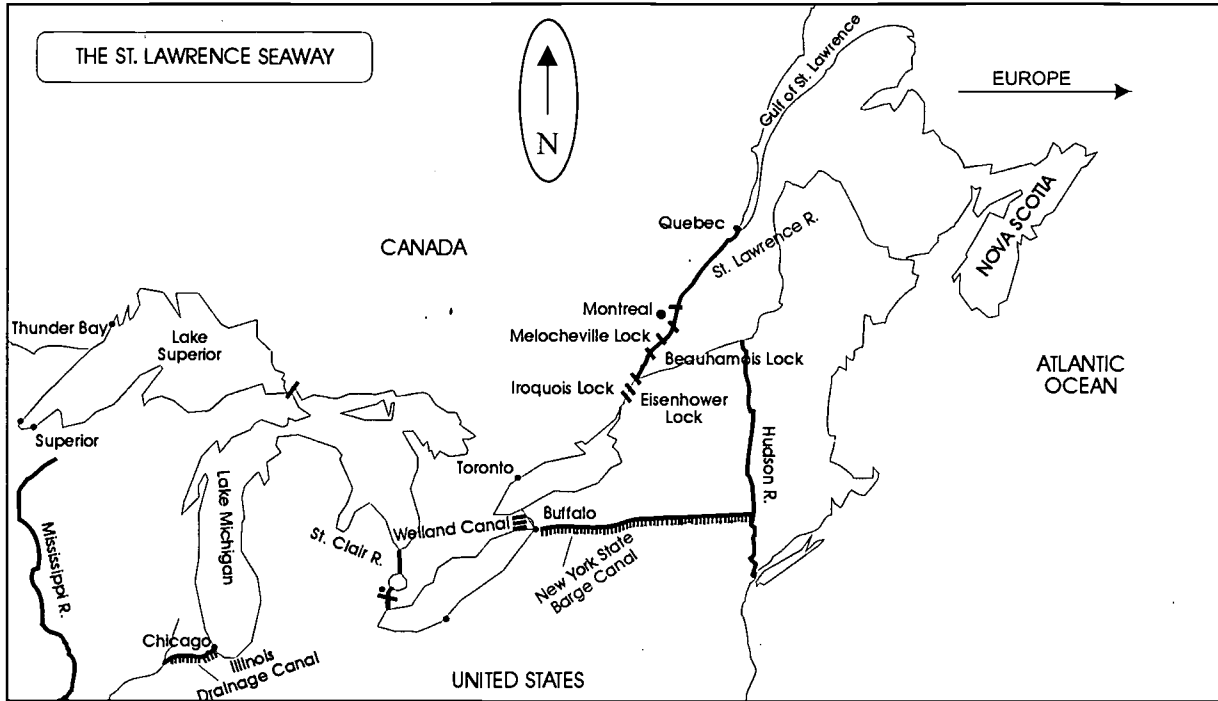 THE ST. LAWRENCE SEAWAY
N
EUROPE
Gulf of St. Lawrence
NOVA SCOTIA
Quebec
St. Lawrence R.
CANADA
Montreal
Thunder Bay
Lake
Superior
Melocheville Lock
Beauharnois Lock
ATLANTIC
OCEAN
Iroquois Lock
Eisenhower
Lock
Superior
Hudson R.
Toronto
Lake Michigan
Buffalo
Welland Canal
St. Clair R.
Mississippi R.
New York State
Barge Canal
Chicago
Illinois
Drainage Canal
UNITED STATES